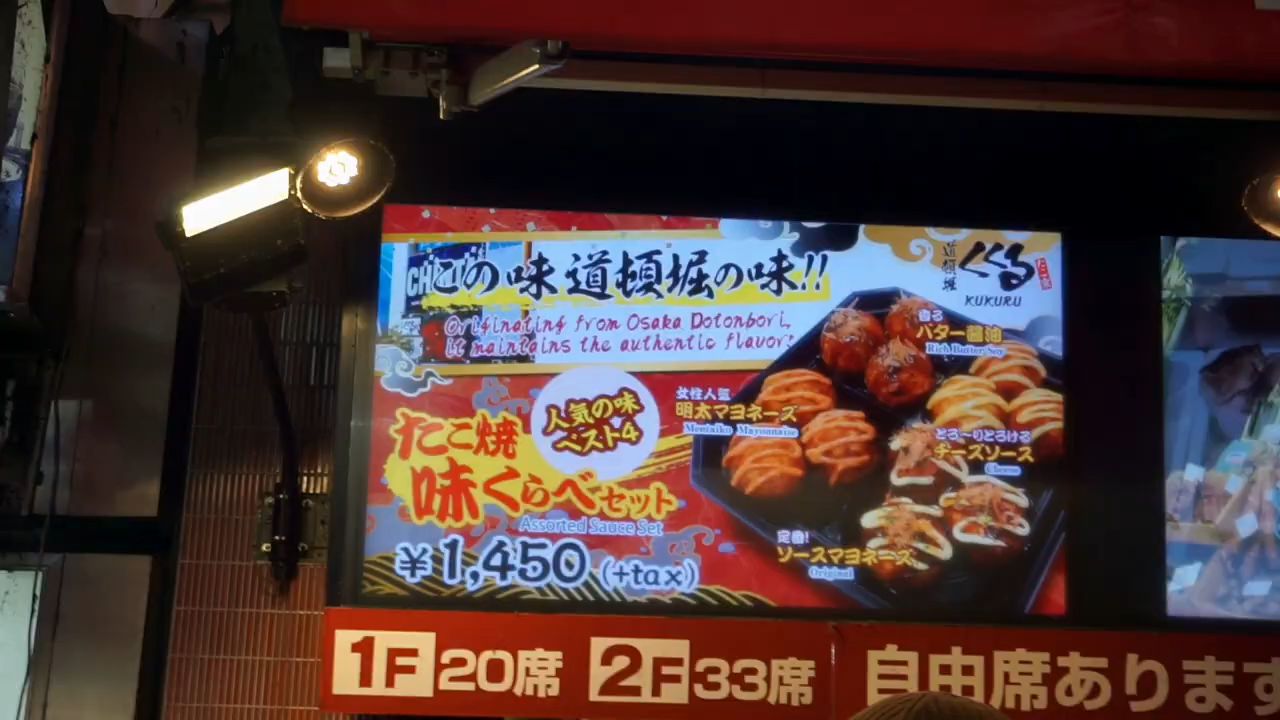 この味道頓堀の味!!
Originating from Osaka Dotonbori,
it maintains the authentic flavor!
道頓堀
くくる
たこ家
KUKURU
香る
バター醤油
Rich Butter Soy
女性人気
明太マヨネーズ
Mentaiko Mayonnaise
人気の味
ベスト4
とろ〜りとろける
チーズソース
Cheese
たこ焼
味くらべセット
Assorted Sauce Set
¥1,450 (+tax)
定番!
ソースマヨネーズ
Original
1F 20席 2F 33席 自由席あります